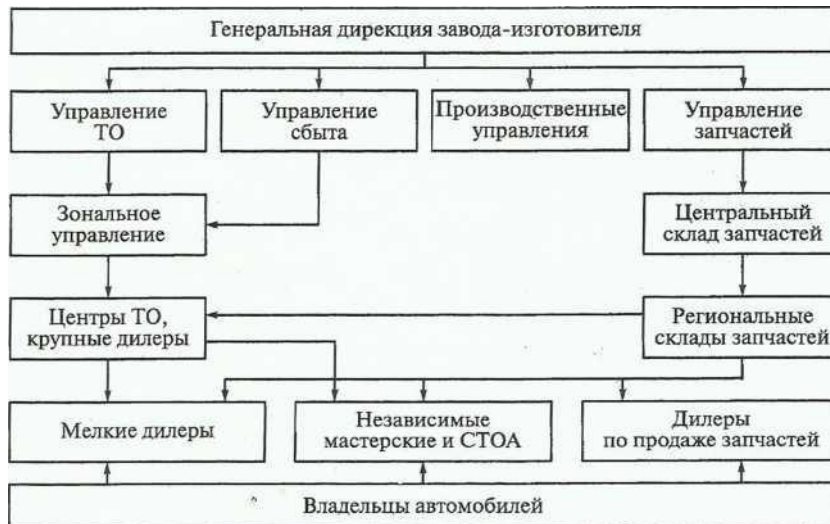 Генеральная дирекция завода-изготовителя
Управление
ТО
Управление
сбыта
Производственные
управления
Управление
запчастей
Зональное
управление
Центральный
склад запчастей
Центры ТО,
крупные дилеры
Региональные
склады запчастей
Мелкие дилеры
Независимые
мастерские и СТОА
Дилеры
по продаже запчастей
Владельцы автомобилей